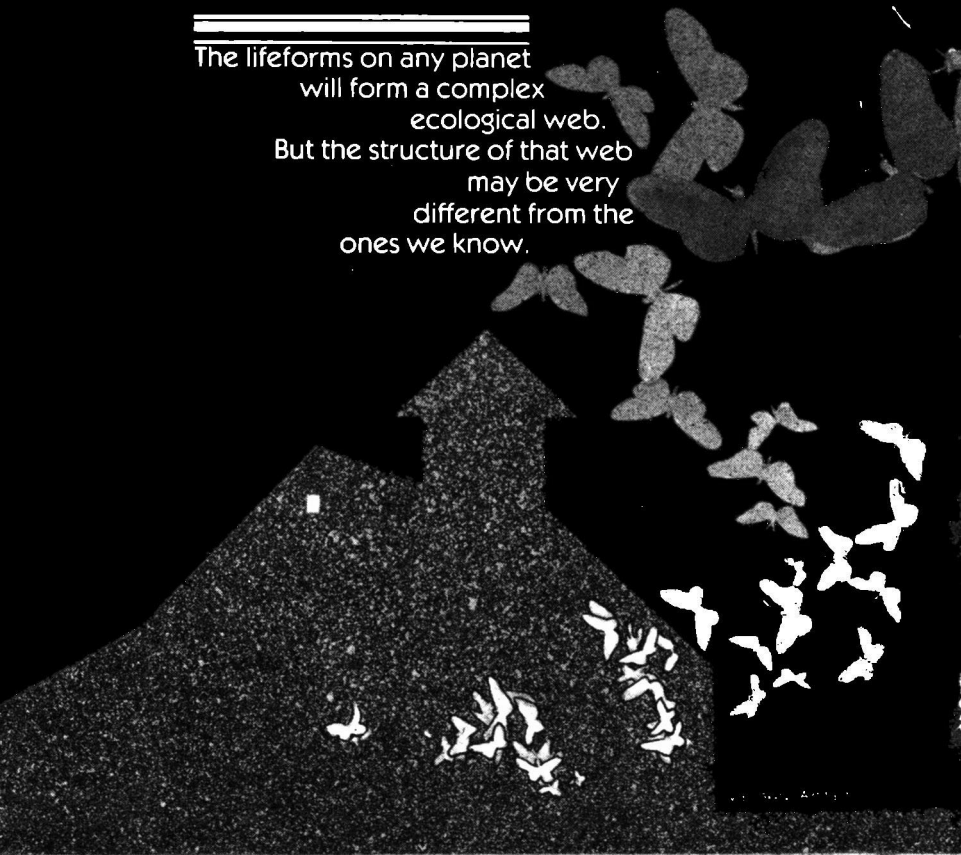 The lifeforms on any planet
will form a complex
ecological web.
But the structure of that web
may be very
different from the
ones we know.